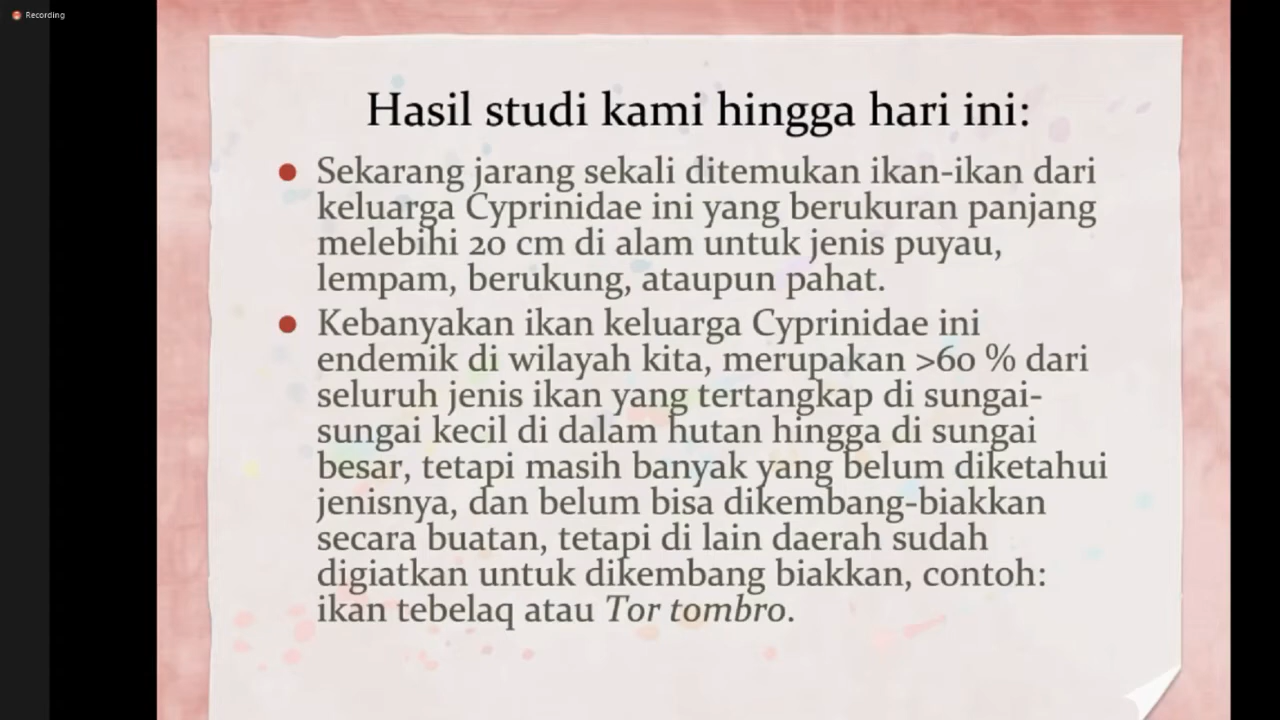 Recording
Hasil studi kami hingga hari ini:
Sekarang jarang sekali ditemukan ikan-ikan dari
keluarga Cyprinidae ini yang berukuran panjang
melebihi 20 cm di alam untuk jenis puyau,
lempam, berukung, ataupun pahat.
Kebanyakan ikan keluarga Cyprinidae ini
endemik di wilayah kita, merupakan >60 % dari
seluruh jenis ikan yang tertangkap di sungai-
sungai kecil di dalam hutan hingga di sungai
besar, tetapi masih banyak yang belum diketahui
jenisnya, dan belum bisa dikembang-biakkan
secara buatan, tetapi di lain daerah sudah
digiatkan untuk dikembang biakkan, contoh:
ikan tebelaq atau Tor tombro.